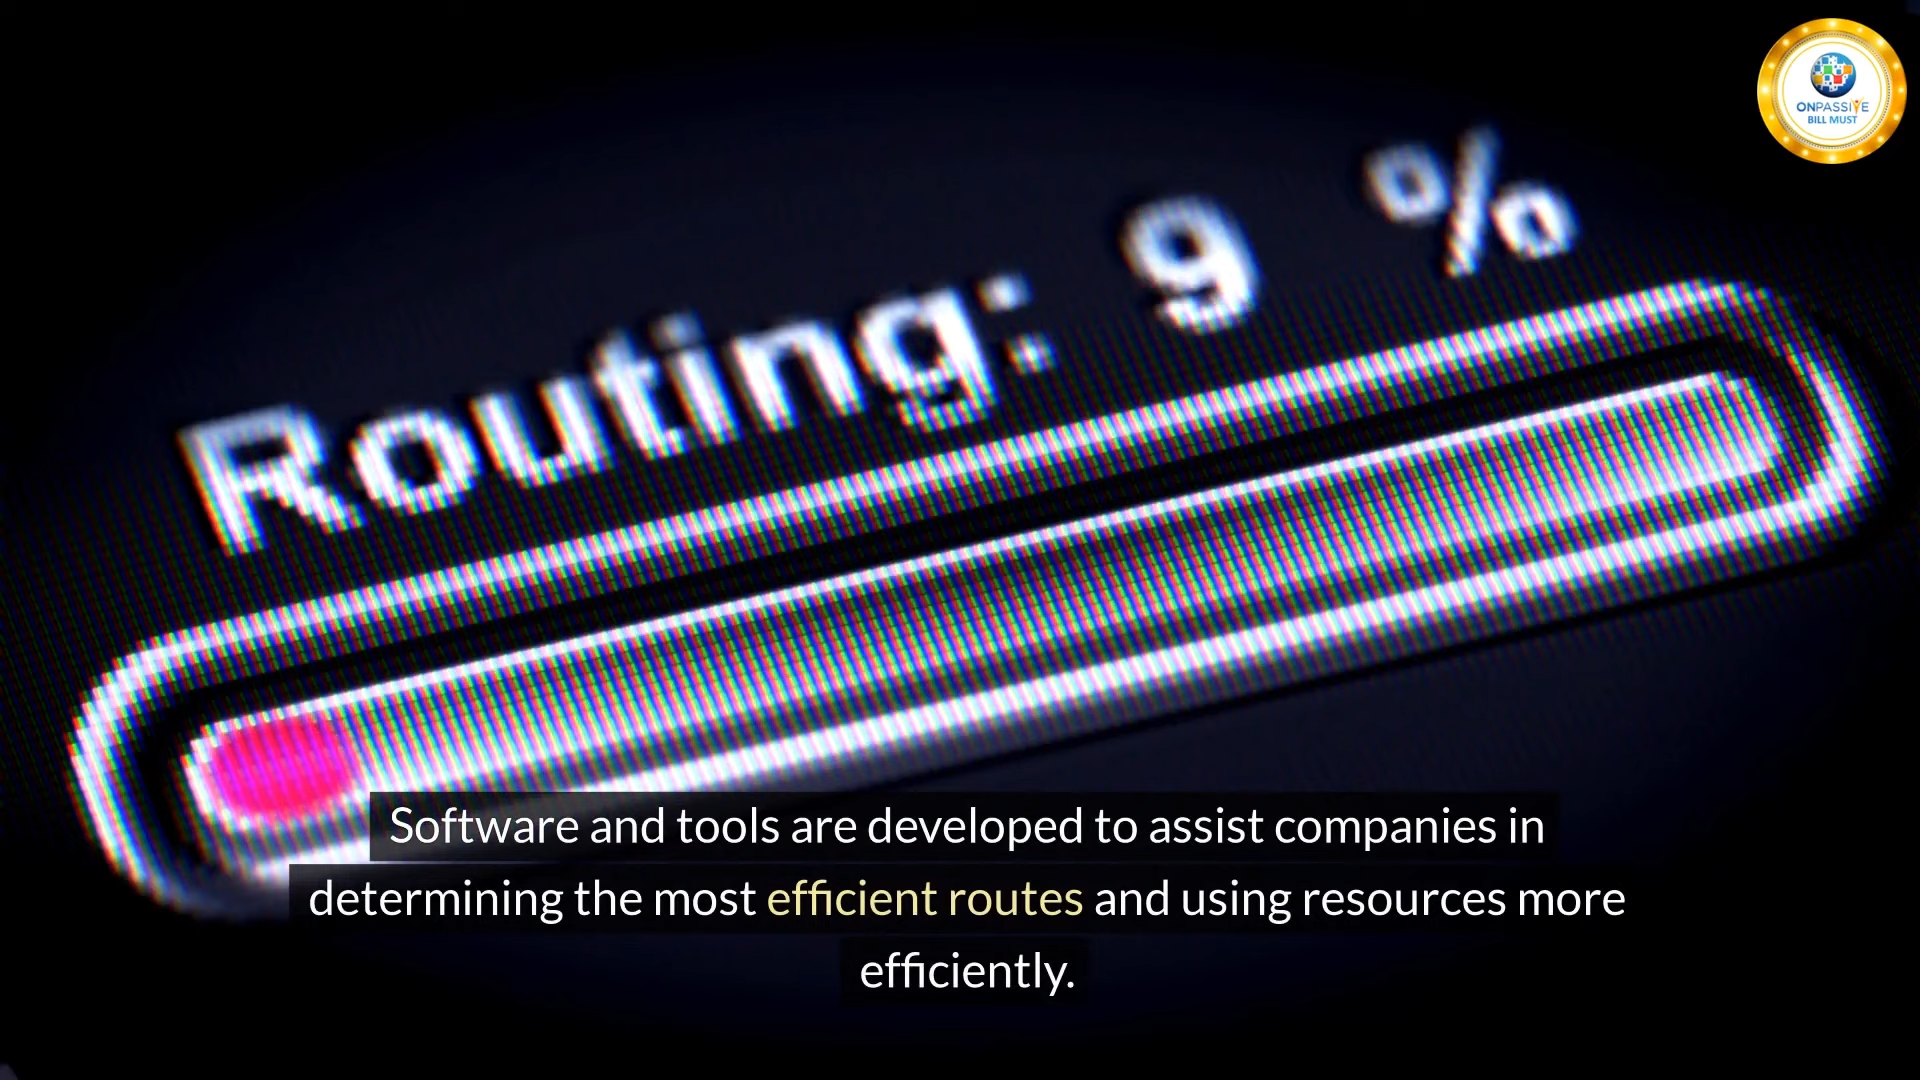 ONPASSIVE
BILL MUST
Routing: 9 %
Software and tools are developed to assist companies in
determining the most efficient routes and using resources more
efficiently.